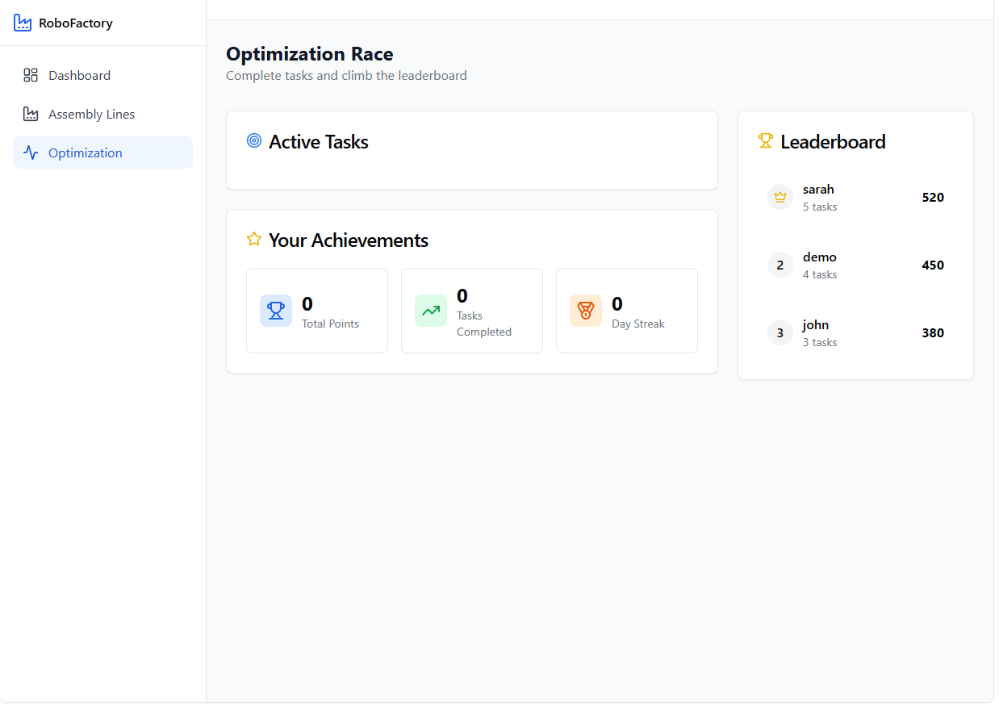 RoboFactory
Dashboard
Assembly Lines
Optimization
Optimization Race
Complete tasks and climb the leaderboard
Active Tasks
Your Achievements
0
Total Points
0
Tasks
Completed
0
Day Streak
Leaderboard
sarah
5 tasks
520
2
demo
4 tasks
450
3
john
3 tasks
380